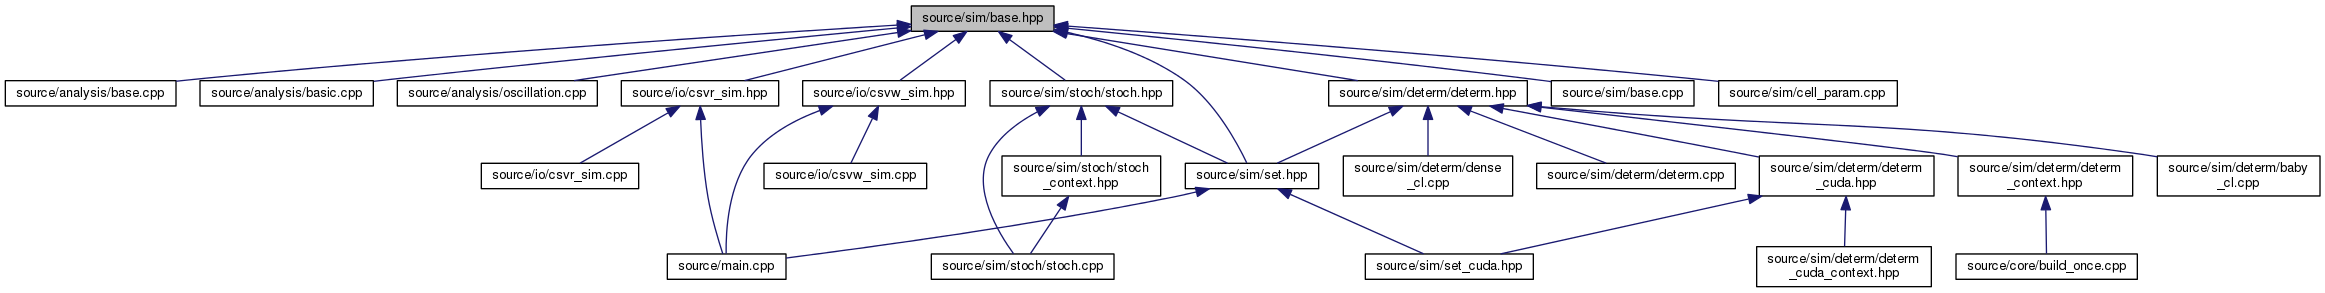 source/sim/base.hpp
source/analysis/base.cpp
source/analysis/basic.cpp
source/analysis/oscillation.cpp
source/io/csvr_sim.hpp
source/io/csvw_sim.hpp
source/sim/stoch/stoch.hpp
source/sim/determ/determ.hpp
source/sim/base.cpp
source/sim/cell_param.cpp
source/io/csvr_sim.cpp
source/io/csvw_sim.cpp
source/sim/stoch/stoch
_context.hpp
source/sim/set.hpp
source/sim/determ/dense
_cl.cpp
source/sim/determ/determ.cpp
source/sim/determ/determ
_cuda.hpp
source/sim/determ/determ
_context.hpp
source/sim/determ/baby
_cl.cpp
source/main.cpp
source/sim/stoch/stoch.cpp
source/sim/set_cuda.hpp
source/sim/determ/determ
_cuda_context.hpp
source/core/build_once.cpp